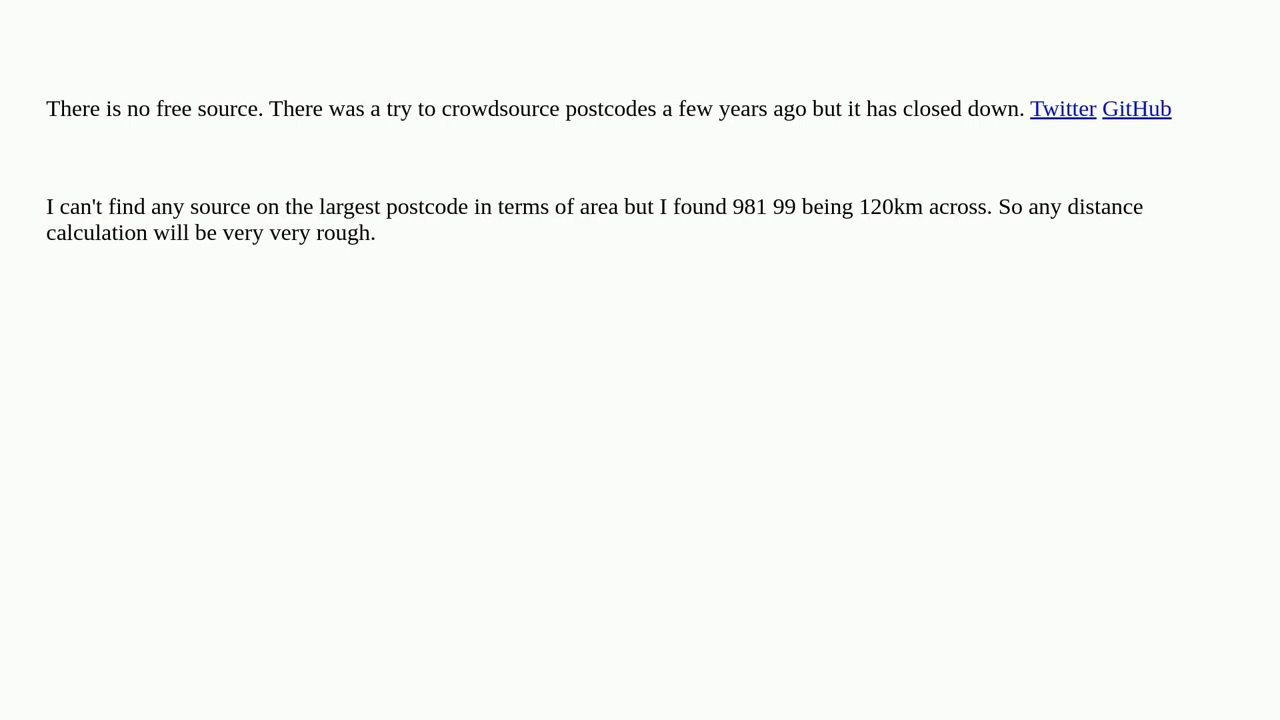 There is no free source. There was a try to crowdsource postcodes a few years ago but it has closed down. Twitter GitHub
I can't find any source on the largest postcode in terms of area but I found 981 99 being 120km across. So any distance
calculation will be very very rough.